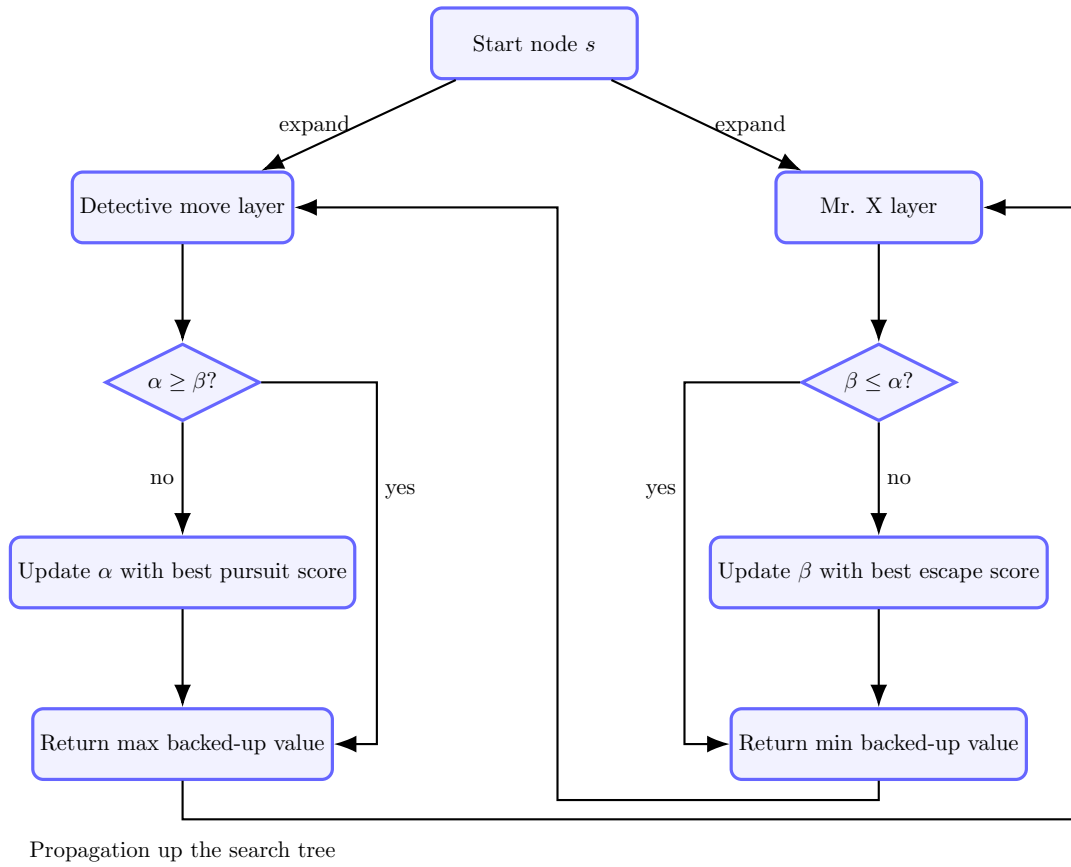 Start node s
expand
expand
Detective move layer
Mr. X layer
α ≥ β?
β ≤ α?
no
yes
yes
no
Update α with best pursuit score
Update β with best escape score
Return max backed-up value
Return min backed-up value
Propagation up the search tree